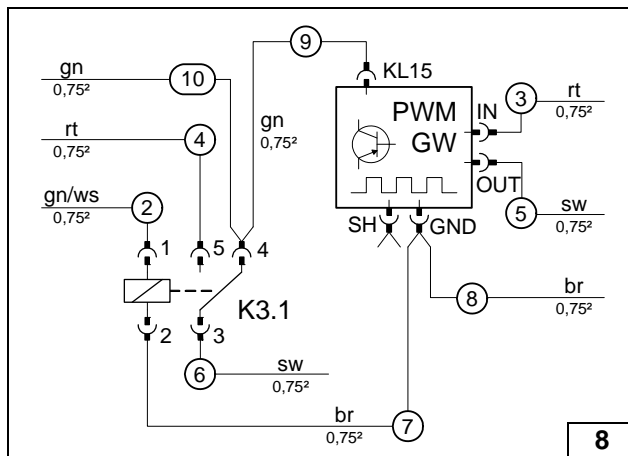 9
gn
0,75²
10
KL15
rt
0,75²
4
gn
0,75²
PWM
GW
IN
3
rt
0,75²
gn/ws
0,75²
2
OUT
5
sw
0,75²
1
5
4
SH
GND
K3.1
8
br
0,75²
2
3
6
sw
0,75²
br
0,75²
7
8